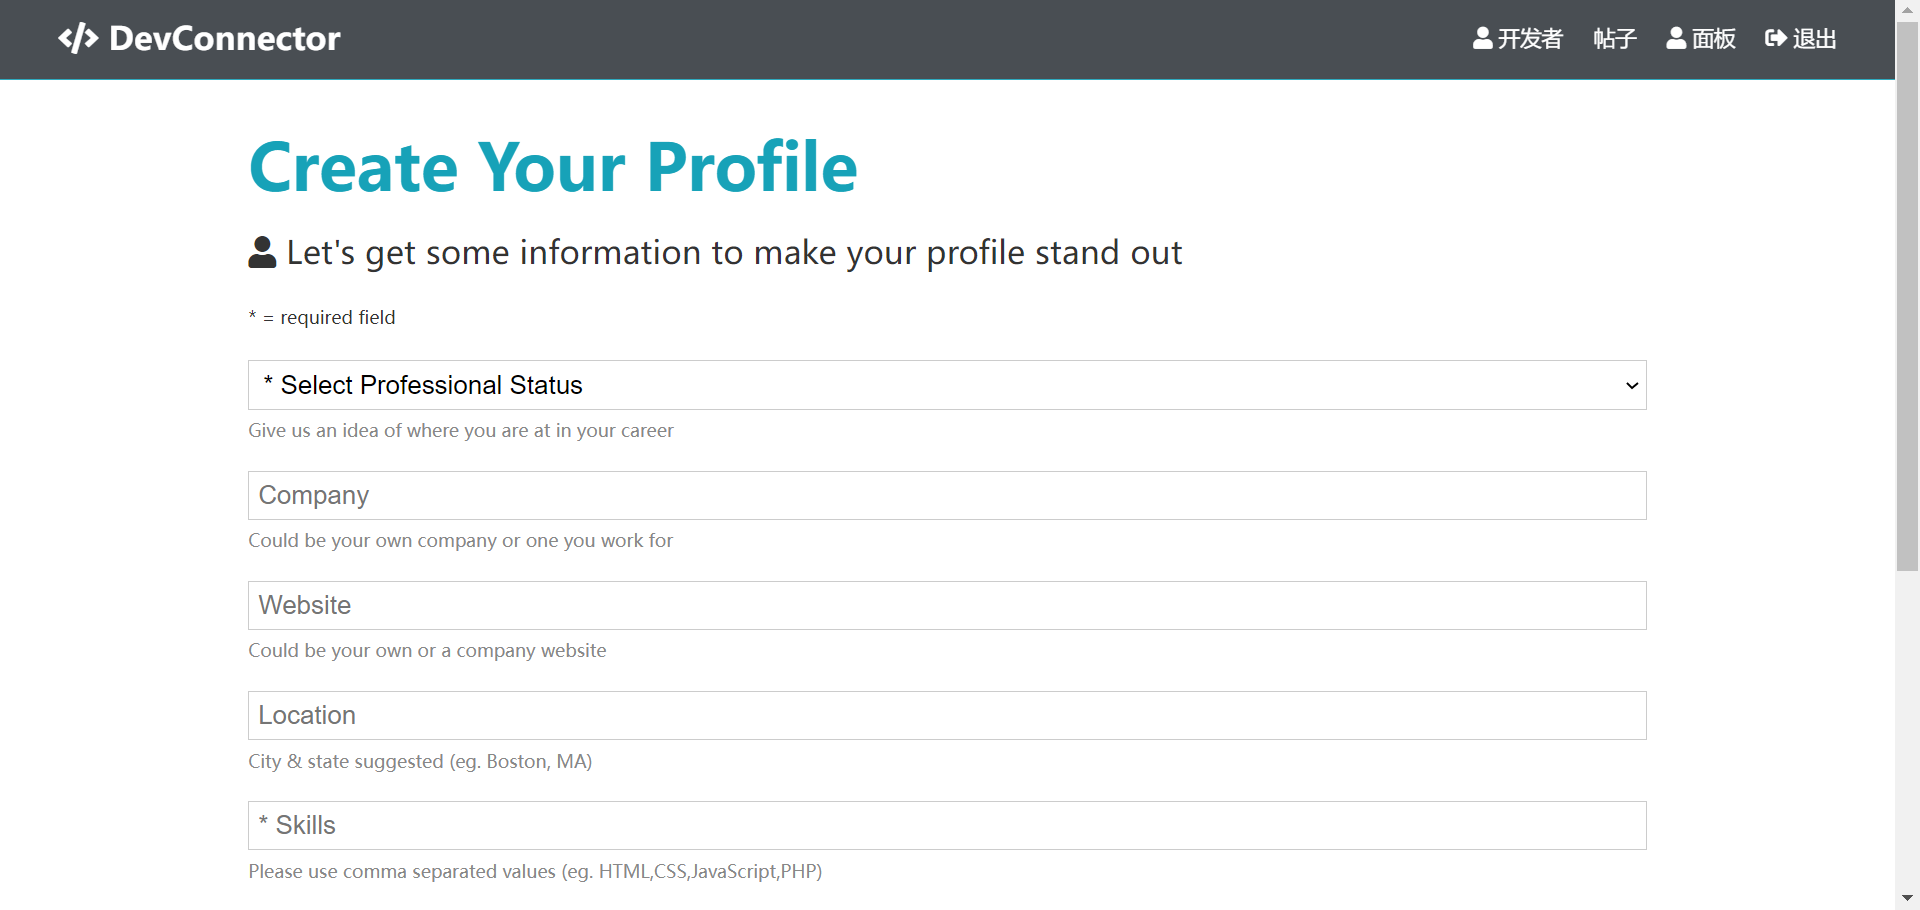 DevConnector
开发者 帖子 面板 退出
Create Your Profile
Let's get some information to make your profile stand out
* = required field
* Select Professional Status
Give us an idea of where you are at in your career
Company
Could be your own company or one you work for
Website
Could be your own or a company website
Location
City & state suggested (eg. Boston, MA)
* Skills
Please use comma separated values (eg. HTML,CSS,JavaScript,PHP)